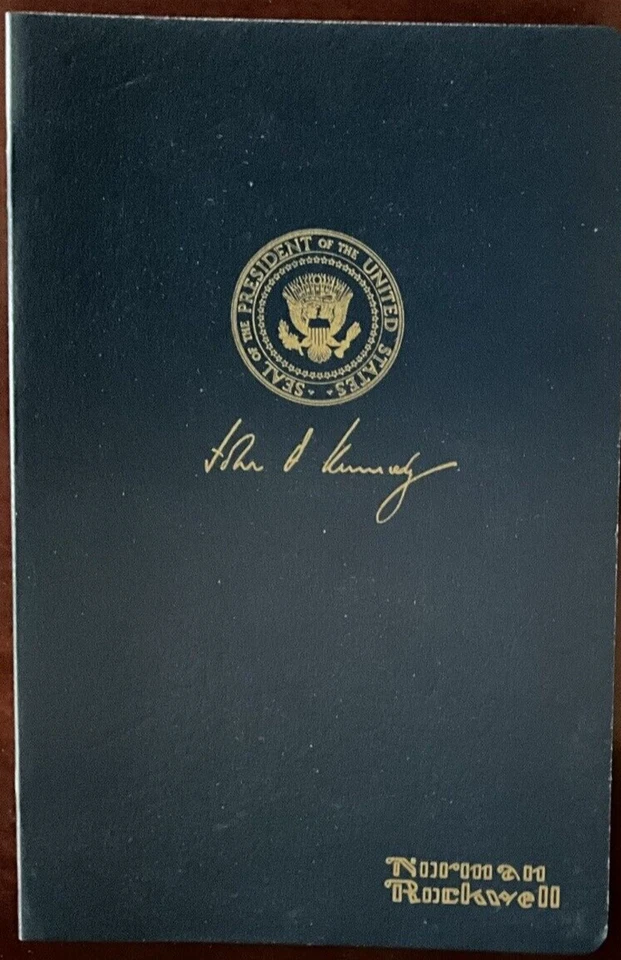 SEAL OF THE PRESIDENT OF THE UNITED STATES
John F Kennedy
Norman
Rockwell